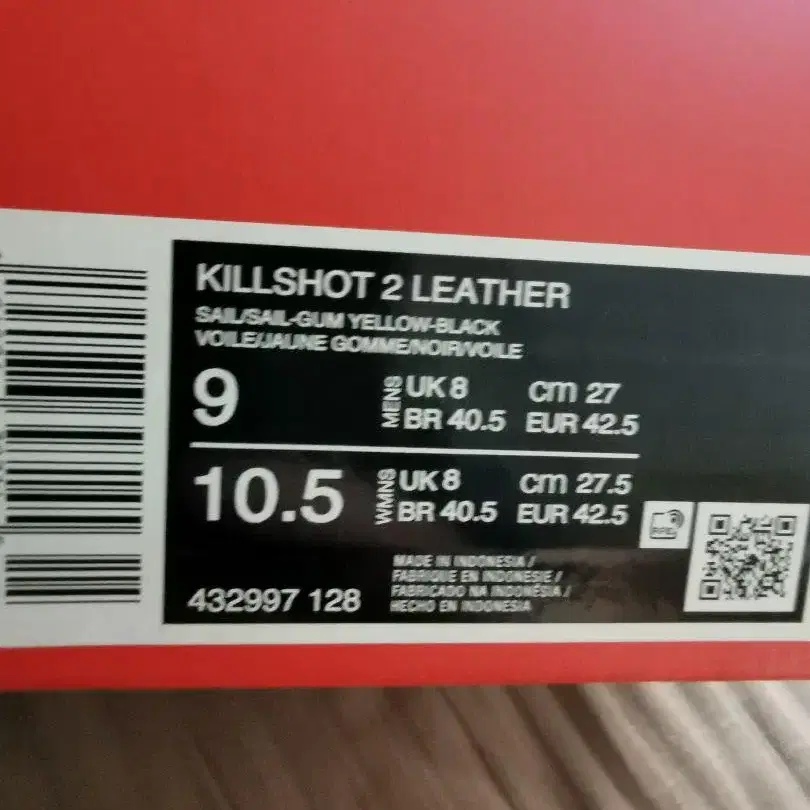 KILLSHOT 2 LEATHER
SAIL/SAIL-GUM YELLOW-BLACK
VOILE/JAUNE GOMME/NOIR/VOILE
9 MENS UK 8 cm 27
BR 40.5 EUR 42.5
10.5 WMNS UK 8 cm 27.5
BR 40.5 EUR 42.5
MADE IN INDONESIA /
FABRIQUE EN INDONESIE /
FABRICADO NA INDONÉSIA /
HECHO EN INDONESIA
432997 128